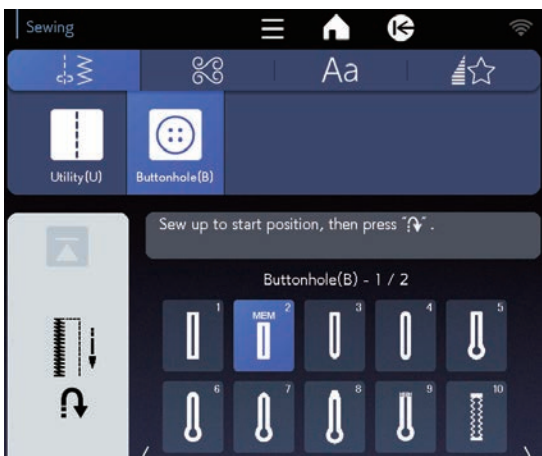 Sewing
Aa
Utility(U)
Buttonhole(B)
Sew up to start position, then press "↷" .
Buttonhole(B) - 1 / 2
1
MEM 2
3
4
5
6
7
8
MEM 9
10